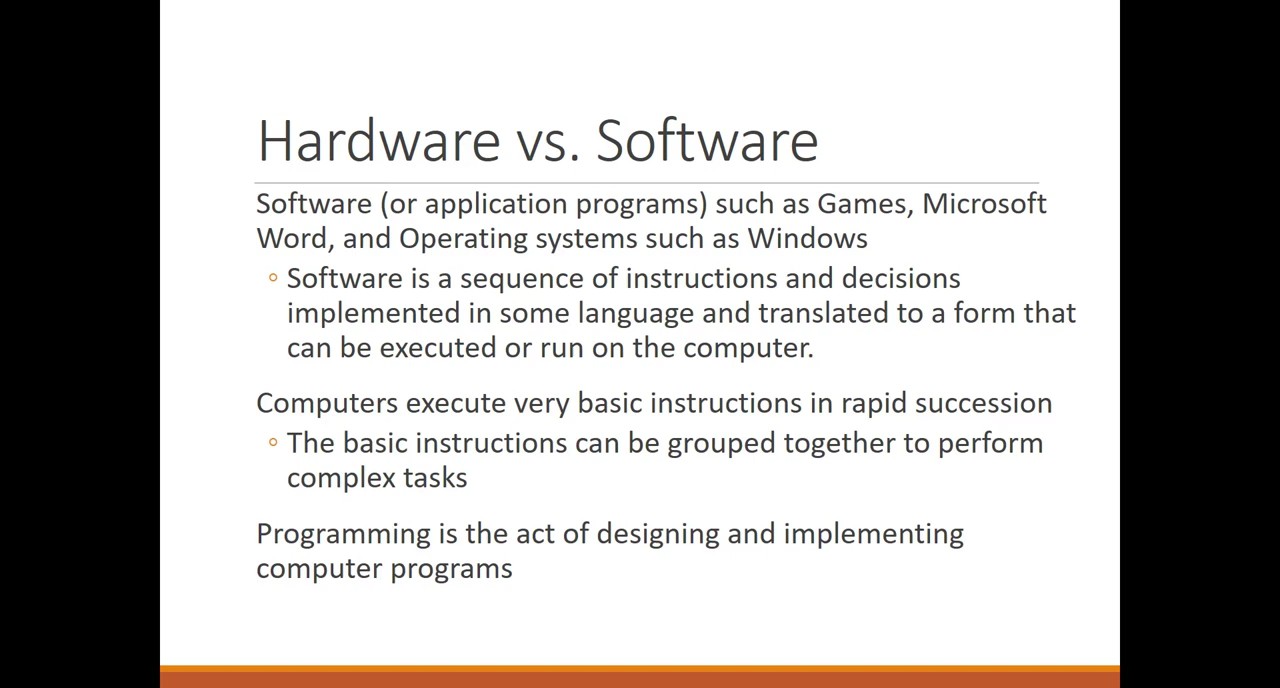 Hardware vs. Software
Software (or application programs) such as Games, Microsoft
Word, and Operating systems such as Windows
◦ Software is a sequence of instructions and decisions
implemented in some language and translated to a form that
can be executed or run on the computer.
Computers execute very basic instructions in rapid succession
◦ The basic instructions can be grouped together to perform
complex tasks
Programming is the act of designing and implementing
computer programs